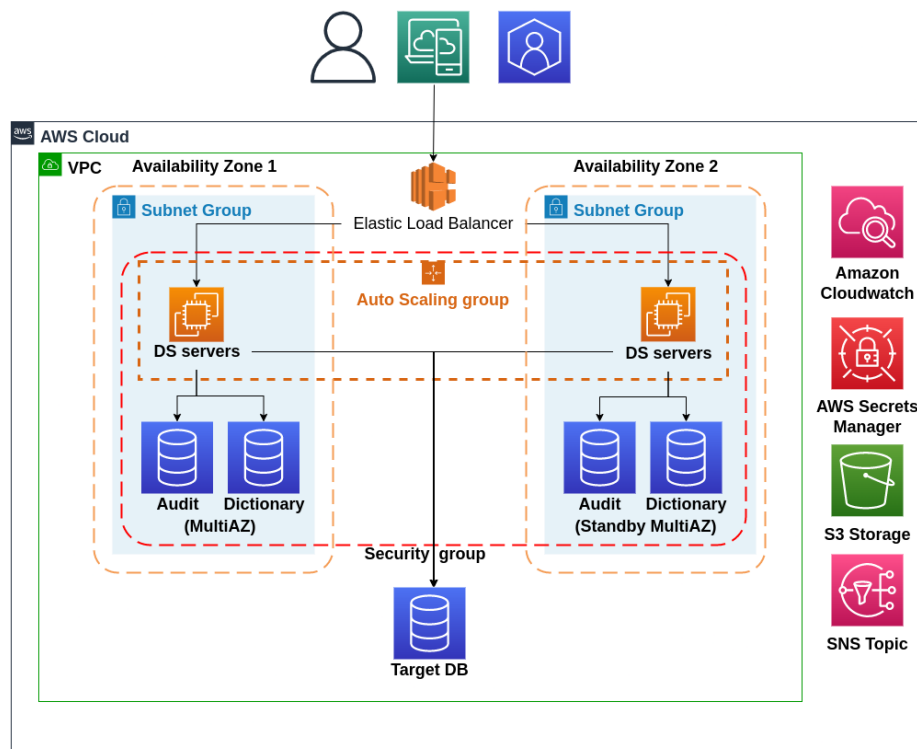 aws
AWS Cloud
VPC
Availability Zone 1
Availability Zone 2
Subnet Group
Elastic Load Balancer
Subnet Group
Auto Scaling group
DS servers
DS servers
Audit
Dictionary
(MultiAZ)
Audit
Dictionary
(Standby MultiAZ)
Security group
Target DB
Amazon
Cloudwatch
AWS Secrets
Manager
S3 Storage
SNS Topic